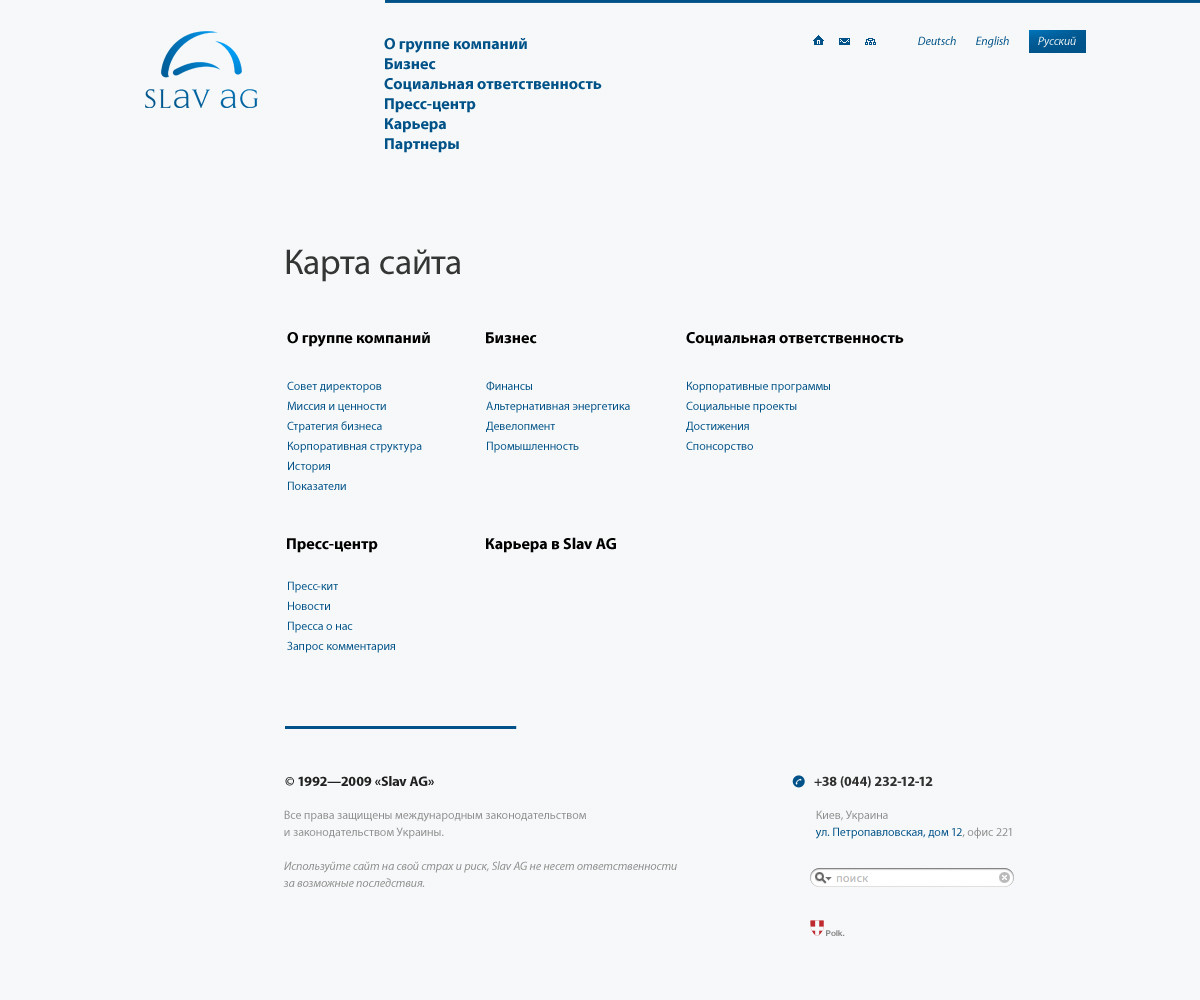 SLAV AG
О группе компаний
Бизнес
Социальная ответственность
Пресс-центр
Карьера
Партнеры
Deutsch English Русский
Карта сайта
О группе компаний
Совет директоров
Миссия и ценности
Стратегия бизнеса
Корпоративная структура
История
Показатели
Бизнес
Финансы
Альтернативная энергетика
Девелопмент
Промышленность
Социальная ответственность
Корпоративные программы
Социальные проекты
Достижения
Спонсорство
Пресс-центр
Пресс-кит
Новости
Пресса о нас
Запрос комментария
Карьера в Slav AG
© 1992—2009 «Slav AG»
Все права защищены международным законодательством
и законодательством Украины.
Используйте сайт на свой страх и риск, Slav AG не несет ответственности
за возможные последствия.
+38 (044) 232-12-12
Киев, Украина
ул. Петропавловская, дом 12, офис 221
поиск
Polk.